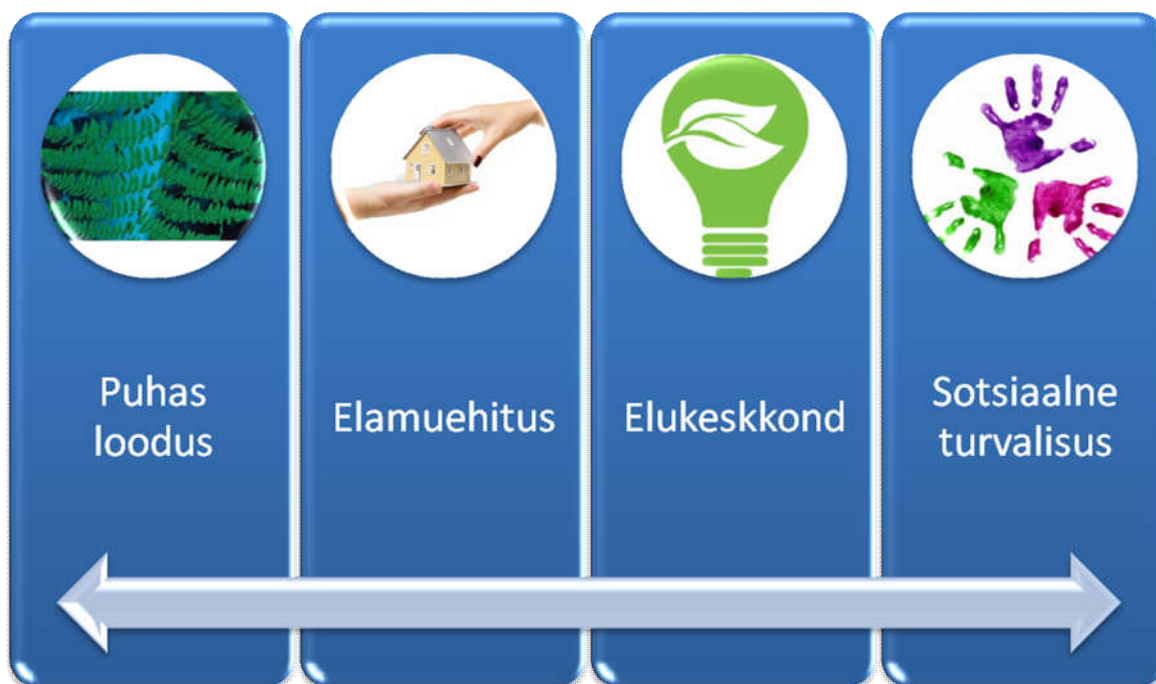 Puhas
loodus
Elamuehitus
Elukeskkond
Sotsiaalne
turvalisus